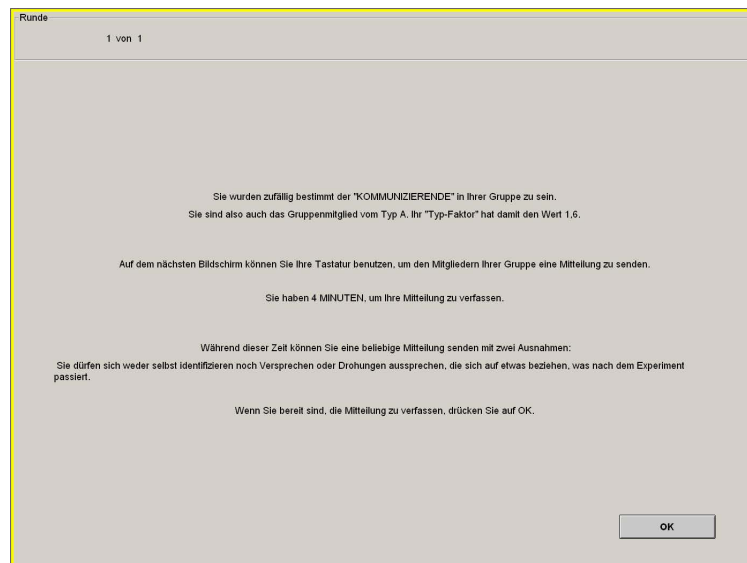 Runde
1 von 1
Sie wurden zufällig bestimmt der "KOMMUNIZIERENDE" in Ihrer Gruppe zu sein.
Sie sind also auch das Gruppenmitglied vom Typ A. Ihr "Typ-Faktor" hat damit den Wert 1,6.
Auf dem nächsten Bildschirm können Sie Ihre Tastatur benutzen, um den Mitgliedern Ihrer Gruppe eine Mitteilung zu senden.
Sie haben 4 MINUTEN, um Ihre Mitteilung zu verfassen.
Während dieser Zeit können Sie eine beliebige Mitteilung senden mit zwei Ausnahmen:
Sie dürfen sich weder selbst identifizieren noch Versprechen oder Drohungen aussprechen, die sich auf etwas beziehen, was nach dem Experiment
passiert.
Wenn Sie bereit sind, die Mitteilung zu verfassen, drücken Sie auf OK.
OK